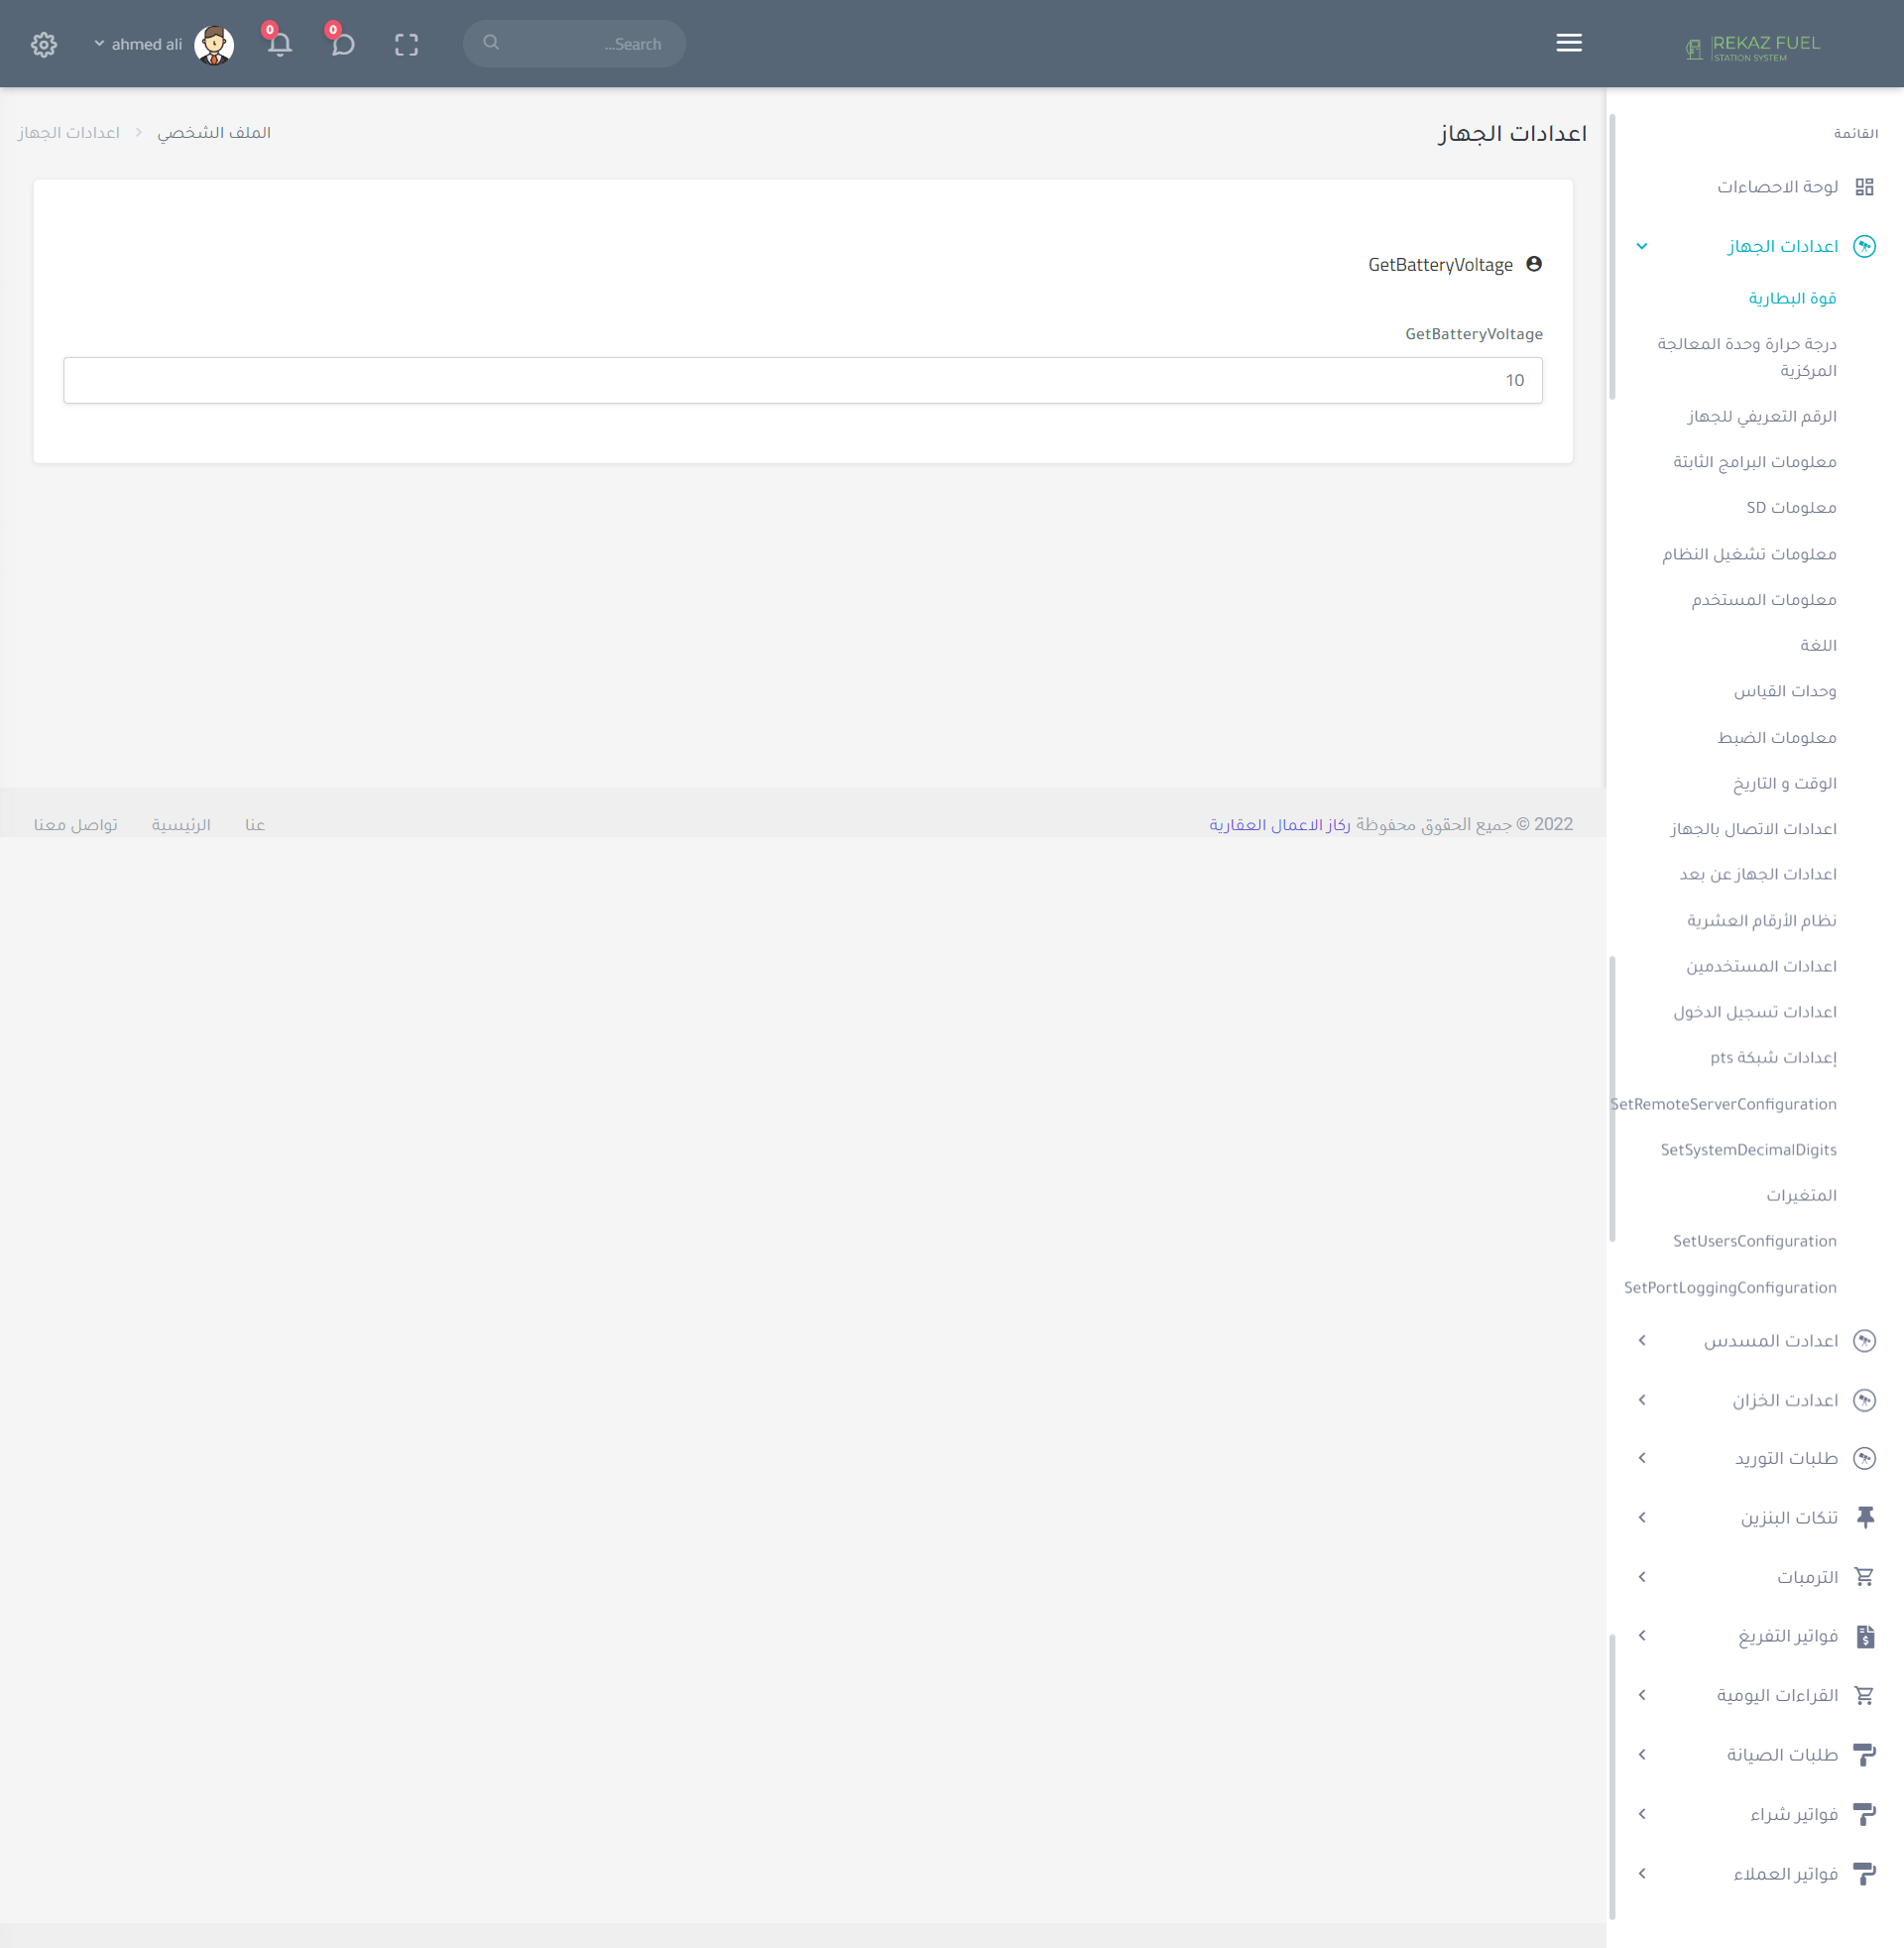 REKAZ FUEL
STATION SYSTEM
Search...
0
0
ahmed ali
القائمة
لوحة الاحصاءات
اعدادات الجهاز
قوة البطارية
درجة حرارة وحدة المعالجة
المركزية
الرقم التعريفي للجهاز
معلومات البرامج الثابتة
معلومات SD
معلومات تشغيل النظام
معلومات المستخدم
اللغة
وحدات القياس
معلومات الضبط
الوقت و التاريخ
اعدادات الاتصال بالجهاز
اعدادات الجهاز عن بعد
نظام الأرقام العشرية
اعدادات المستخدمين
اعدادات تسجيل الدخول
إعدادات شبكة pts
SetRemoteServerConfiguration
SetSystemDecimalDigits
المتغيرات
SetUsersConfiguration
SetPortLoggingConfiguration
اعدادت المسدس
اعدادت الخزان
طلبات التوريد
تنكات البنزين
الترمبات
فواتير التفريغ
القراءات اليومية
طلبات الصيانة
فواتير شراء
فواتير العملاء
اعدادات الجهاز
الملف الشخصي
اعدادات الجهاز
GetBatteryVoltage
GetBatteryVoltage
10
2022 © جميع الحقوق محفوظة ركاز الاعمال العقارية
عنا
الرئيسية
تواصل معنا